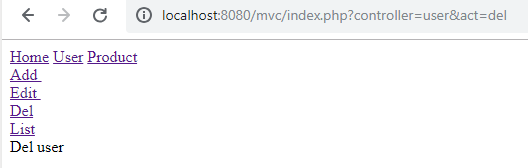 localhost:8080/mvc/index.php?controller=user&act=del
Home User Product
Add
Edit
Del
List
Del user